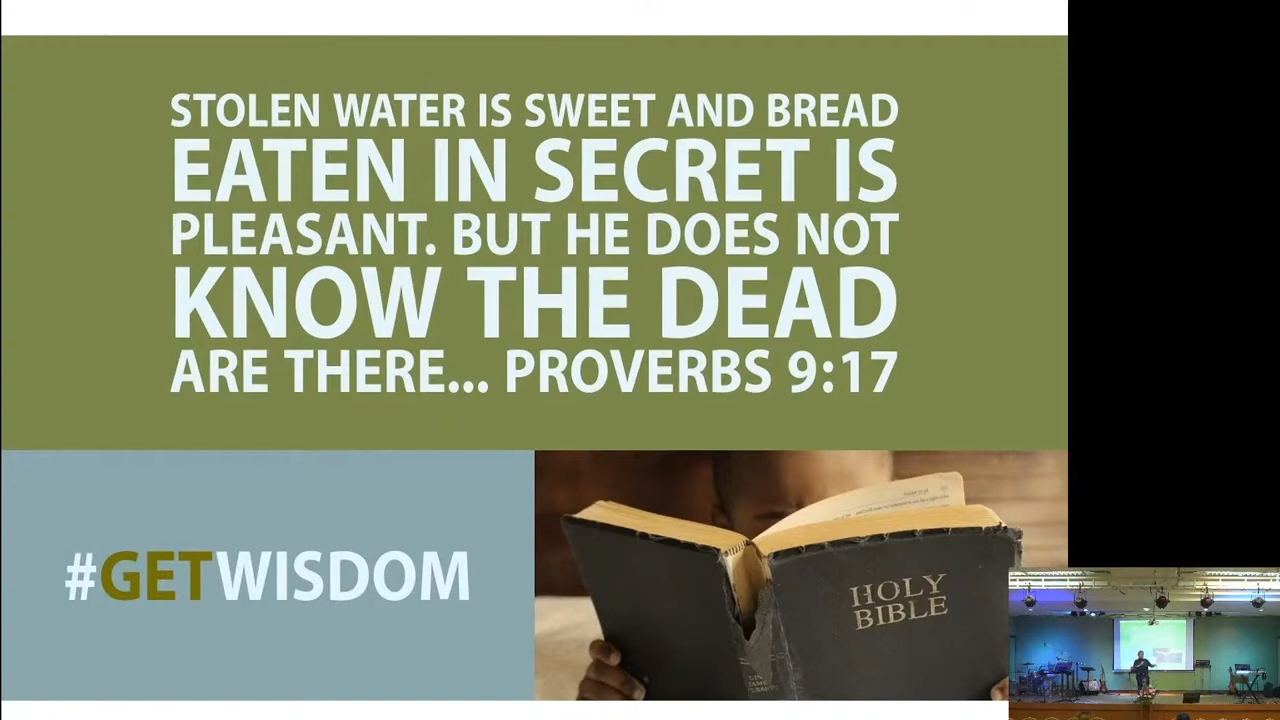 STOLEN WATER IS SWEET AND BREAD
EATEN IN SECRET IS
PLEASANT. BUT HE DOES NOT
KNOW THE DEAD
ARE THERE... PROVERBS 9:17
#GETWISDOM
HOLY
BIBLE